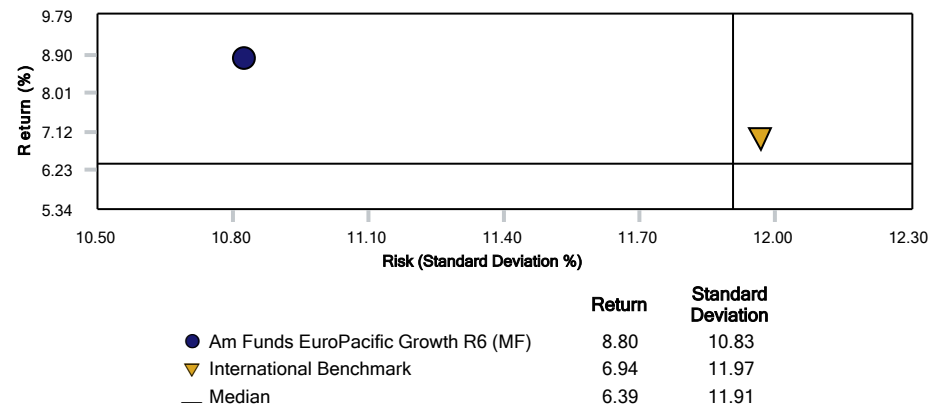 9.79
8.90
8.01
7.12
6.23
5.34
Return (%)
10.50 10.80 11.10 11.40 11.70 12.00 12.30
Risk (Standard Deviation %)
Return Standard Deviation
Am Funds EuroPacific Growth R6 (MF) 8.80 10.83
International Benchmark 6.94 11.97
Median 6.39 11.91